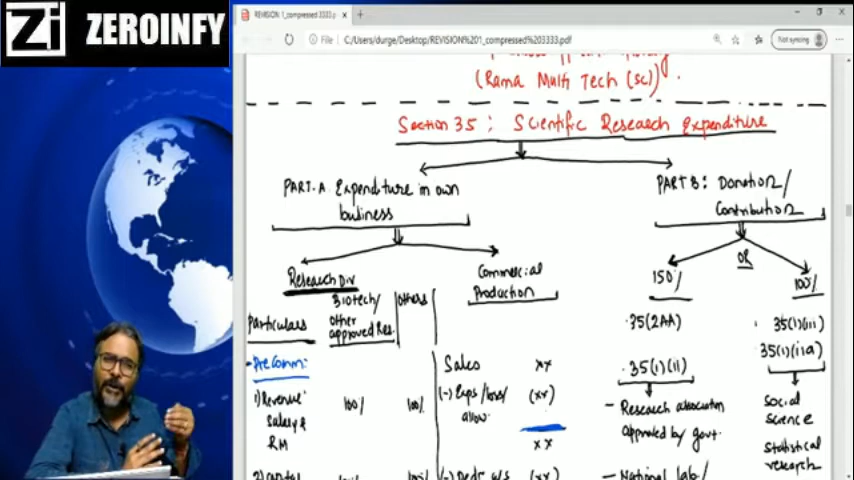 Zi ZEROINFY
REVISION 1_compressed 3333.pdf
File C:/Users/durge/Desktop/REVISION%201_compressed%203333.pdf
Not syncing
(Rama Multi Tech (SC)).
Section 35 : Scientific Research Expenditure
PART.A Expenditure in own
business
PART B: Donation/
Contribution
OR
Research Div
Commercial
Production
150%
100%
Particulars
Biotech/
other
approved Res.
Others
.35(2AA)
35(1)(iii)
35(1)(iia)
- Pre Comm:
1) Revenue:
Salary &
RM
100%
100%
Sales xx
(-) Exps/loss/ (xx)
allow.
xx
.35(1)(ii)
- Research association
approved by govt.
Social
science
statistical
research
2) Capital
100%
(-) Dedn u/s (xx)
- National lab/